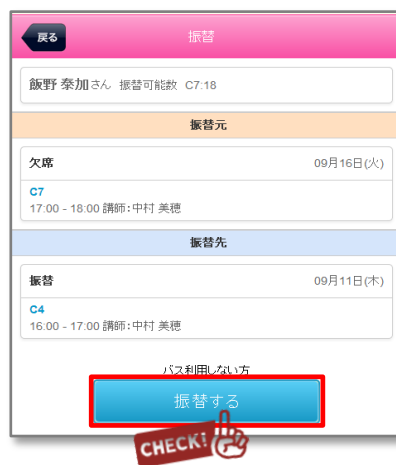 戻る
振替
飯野 泰加さん 振替可能数 C7:18
振替元
欠席 09月16日(火)
C7
17:00 - 18:00 講師:中村 美穂
振替先
振替 09月11日(木)
C4
16:00 - 17:00 講師:中村 美穂
バス利用しない方
振替する
CHECK!